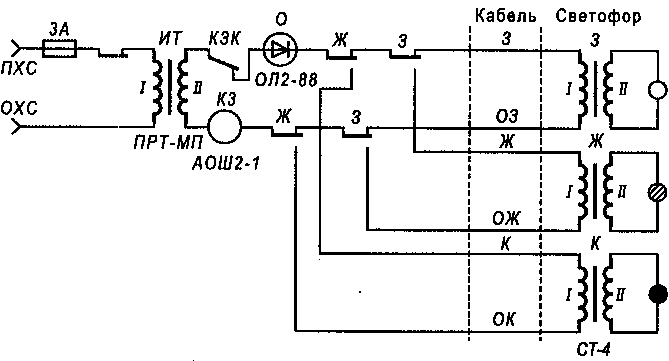 Кабель Светофор
ЗА ИТ КЗК О Ж З З З
ПХС
I II ОЛ2-88 I II
КЗ
ОХС Ж З ОЗ
ПРТ-МП Ж Ж
АОШ2-1
I II
ОЖ
К К
I II
ОК
СТ-4